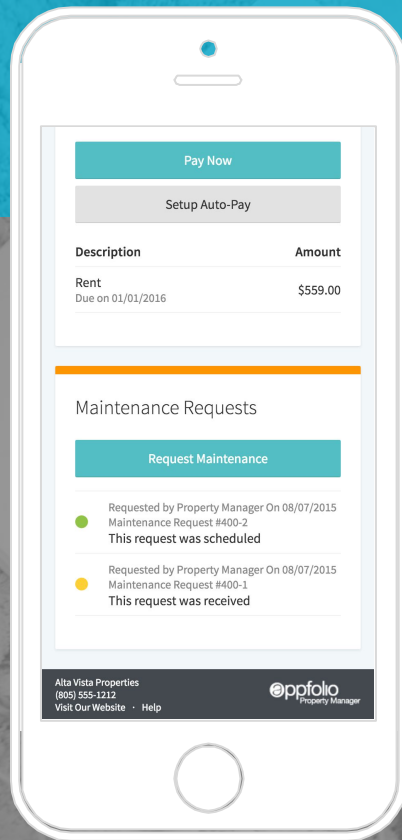 Pay Now
Setup Auto-Pay
Description Amount
Rent
Due on 01/01/2016
$559.00
Maintenance Requests
Request Maintenance
Requested by Property Manager On 08/07/2015
Maintenance Request #400-2
This request was scheduled
Requested by Property Manager On 08/07/2015
Maintenance Request #400-1
This request was received
Alta Vista Properties
(805) 555-1212
Visit Our Website · Help
appfolio
Property Manager